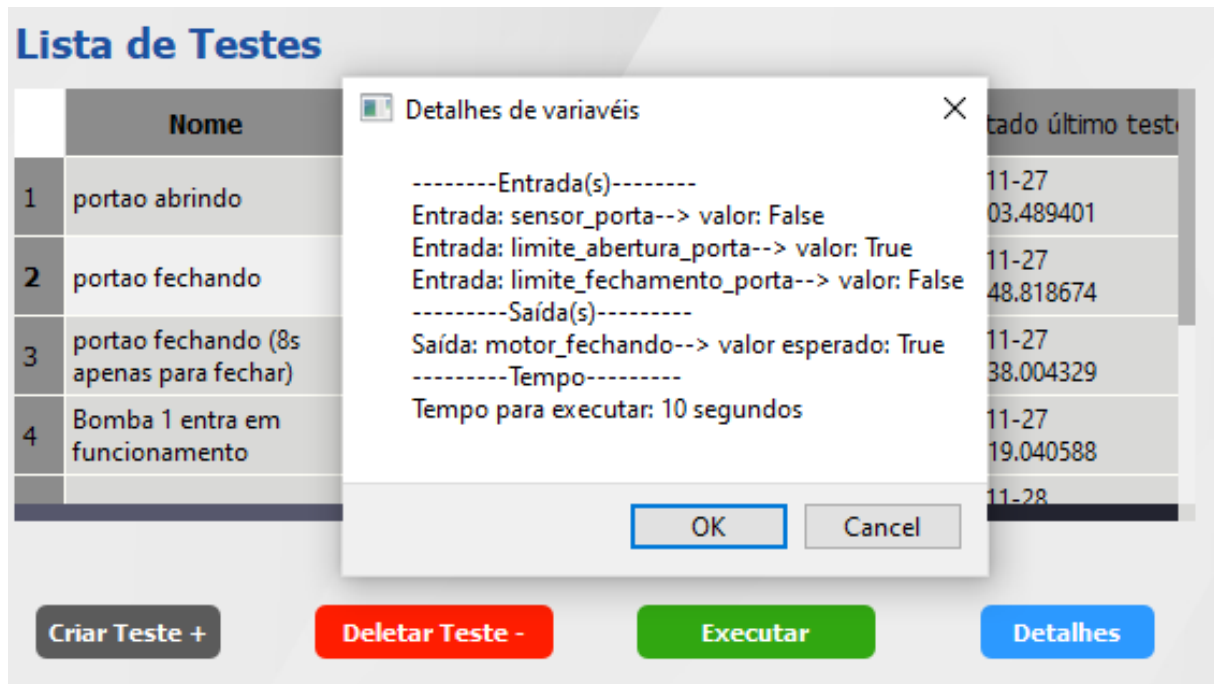 Lista de Testes
Nome
tado último teste
1
portao abrindo
11-27
03.489401
2
portao fechando
11-27
48.818674
3
portao fechando (8s
apenas para fechar)
11-27
38.004329
4
Bomba 1 entra em
funcionamento
11-27
19.040588
11-28
Detalhes de variavéis
--------Entrada(s)--------
Entrada: sensor_porta--> valor: False
Entrada: limite_abertura_porta--> valor: True
Entrada: limite_fechamento_porta--> valor: False
---------Saída(s)---------
Saída: motor_fechando--> valor esperado: True
---------Tempo---------
Tempo para executar: 10 segundos
OK
Cancel
Criar Teste +
Deletar Teste -
Executar
Detalhes